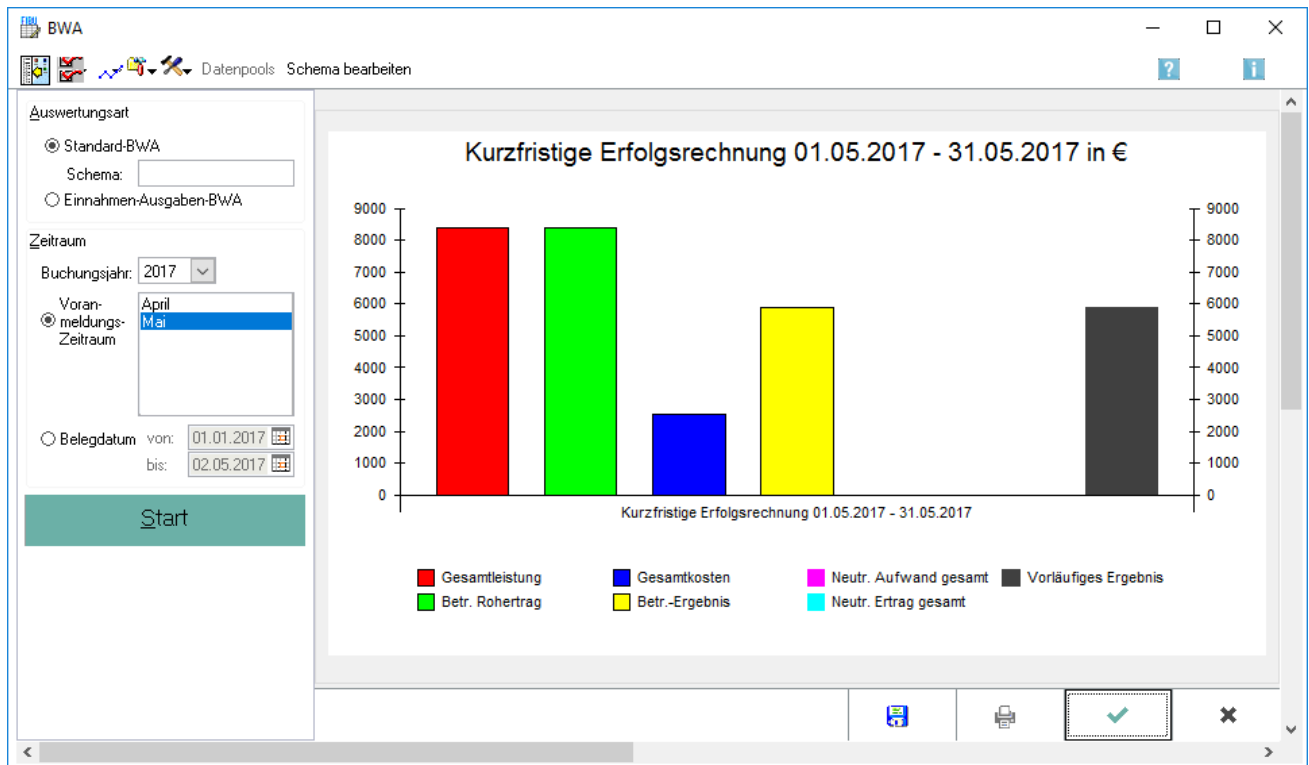 FIBU
BWA
Datenpools Schema bearbeiten
? i
Auswertungsart
Standard-BWA
Schema:
Einnahmen-Ausgaben-BWA
Zeitraum
Buchungsjahr: 2017
Voran-
meldungs-
Zeitraum
April
Mai
Belegdatum von: 01.01.2017
bis: 02.05.2017
Start
Kurzfristige Erfolgsrechnung 01.05.2017 - 31.05.2017 in €
9000 9000
8000 8000
7000 7000
6000 6000
5000 5000
4000 4000
3000 3000
2000 2000
1000 1000
0 0
Kurzfristige Erfolgsrechnung 01.05.2017 - 31.05.2017
Gesamtleistung Gesamtkosten Neutr. Aufwand gesamt Vorläufiges Ergebnis
Betr. Rohertrag Betr.-Ergebnis Neutr. Ertrag gesamt